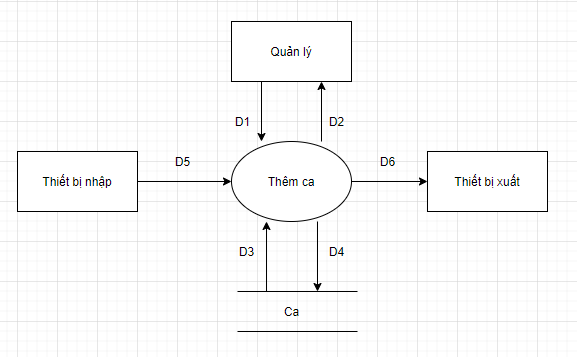 Quản lý
D1
D2
Thiết bị nhập
D5
Thêm ca
D6
Thiết bị xuất
D3
D4
Ca